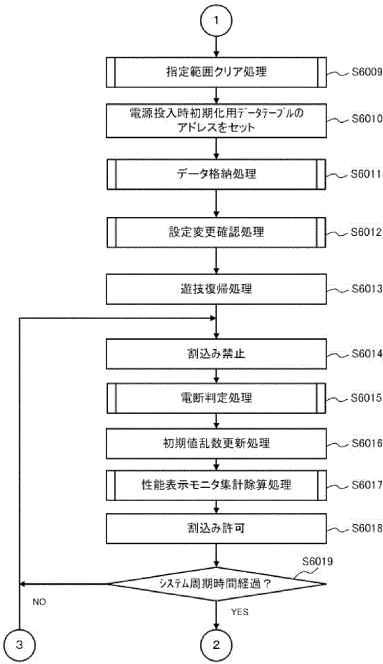 1
指定範囲クリア処理 S6009
電源投入時初期化用ﾃﾞｰﾀﾃｰﾌﾞﾙの
アドレスをセット S6010
データ格納処理 S6011
設定変更確認処理 S6012
遊技復帰処理 S6013
割込み禁止 S6014
電断判定処理 S6015
初期値乱数更新処理 S6016
性能表示モニタ集計除算処理 S6017
割込み許可 S6018
S6019
ｼｽﾃﾑ周期時間経過？
NO
YES
3
2